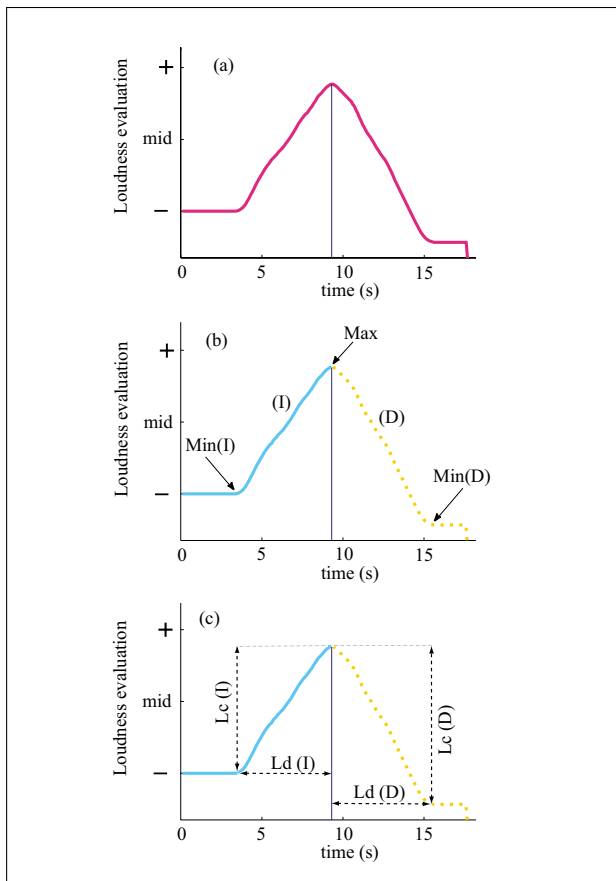 (a)
Loudness evaluation
+
mid
−
0 5 10 15
time (s)
(b)
Loudness evaluation
+
mid
−
Max
(I)
(D)
Min(I)
Min(D)
0 5 10 15
time (s)
(c)
Loudness evaluation
+
mid
−
Lc (I)
Lc (D)
Ld (I)
Ld (D)
0 5 10 15
time (s)